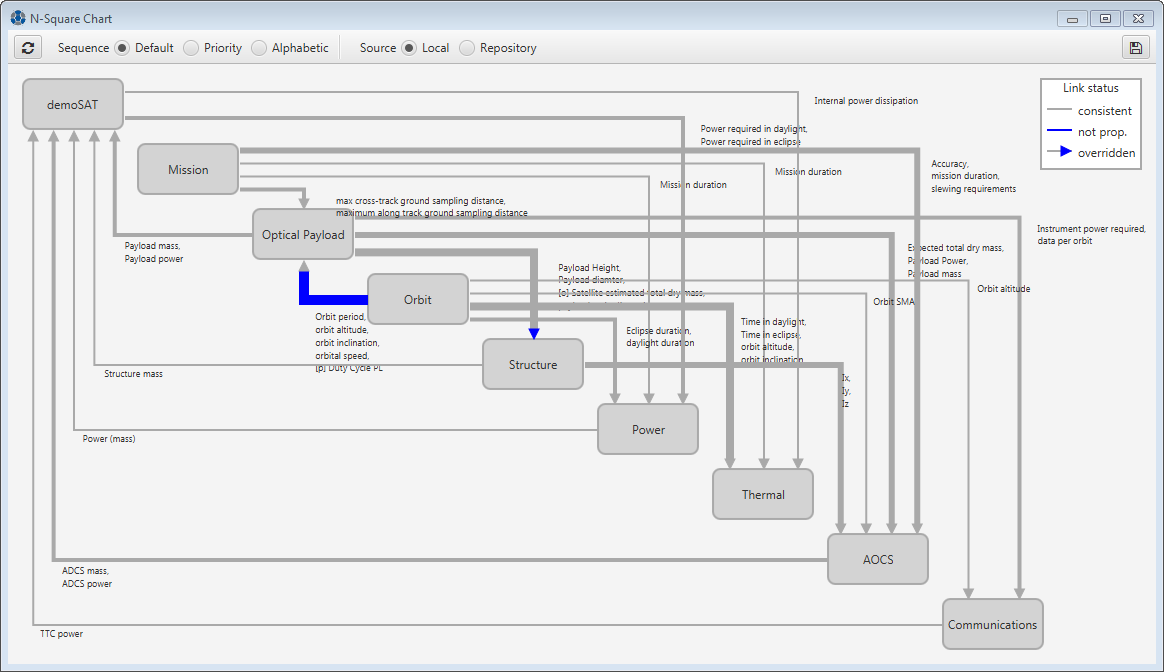 N-Square Chart
Sequence Default Priority Alphabetic Source Local Repository
demoSAT
Internal power dissipation
Link status
consistent
not prop.
overridden
Power required in daylight,
Power required in eclipse
Mission
Mission duration
Mission duration
Accuracy,
mission duration,
slewing requirements
max cross-track ground sampling distance,
maximum along track ground sampling distance
Optical Payload
Payload mass,
Payload power
Instrument power required,
data per orbit
Expected total dry mass,
Payload Power,
Payload mass
Payload Height,
Payload diamter,
[o] Satellite estimated total dry mass,
Orbit
Orbit altitude
Orbit SMA
Orbit period,
orbit altitude,
orbit inclination,
orbital speed,
[p] Duty Cycle PL
Eclipse duration,
daylight duration
Time in daylight,
Time in eclipse,
orbit altitude,
orbit inclination
Structure
Structure mass
Ix,
Iy,
Iz
Power
Power (mass)
Thermal
AOCS
ADCS mass,
ADCS power
Communications
TTC power